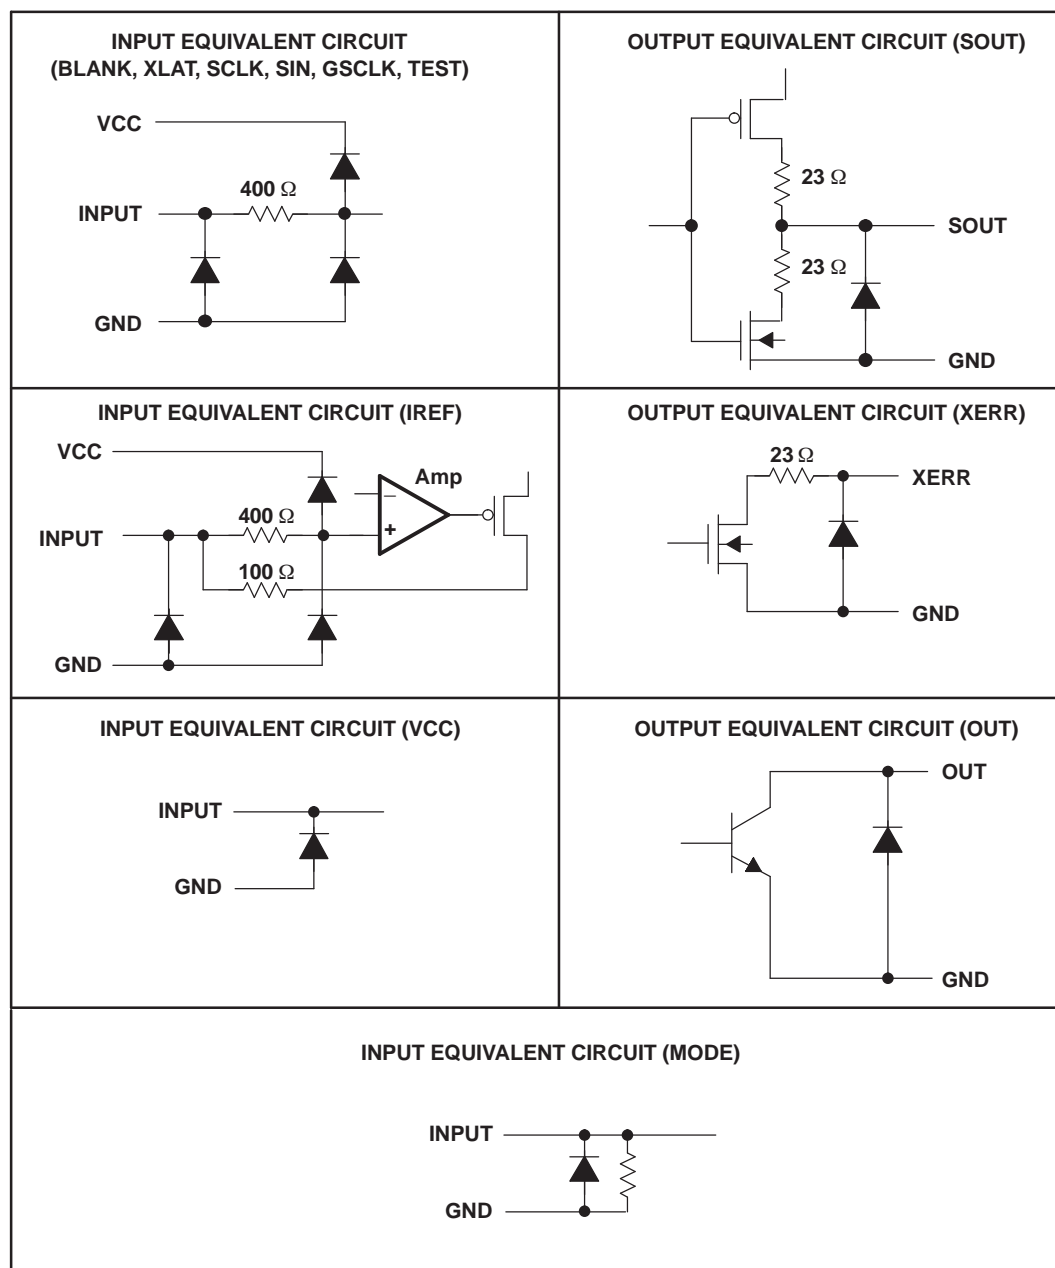 INPUT EQUIVALENT CIRCUIT
(BLANK, XLAT, SCLK, SIN, GSCLK, TEST)
VCC
400 Ω
INPUT
GND
OUTPUT EQUIVALENT CIRCUIT (SOUT)
23 Ω
SOUT
23 Ω
GND
INPUT EQUIVALENT CIRCUIT (IREF)
VCC
Amp
−
400 Ω
+
INPUT
100 Ω
GND
OUTPUT EQUIVALENT CIRCUIT (XERR)
23 Ω
XERR
GND
INPUT EQUIVALENT CIRCUIT (VCC)
INPUT
GND
OUTPUT EQUIVALENT CIRCUIT (OUT)
OUT
GND
INPUT EQUIVALENT CIRCUIT (MODE)
INPUT
GND